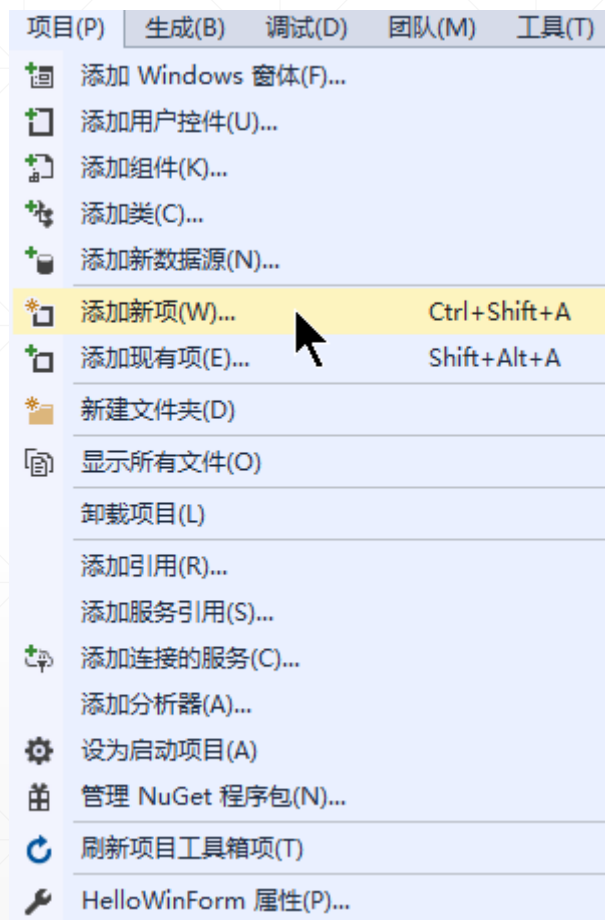 项目(P) 生成(B) 调试(D) 团队(M) 工具(T)
添加 Windows 窗体(F)...
添加用户控件(U)...
添加组件(K)...
添加类(C)...
添加新数据源(N)...
添加新项(W)... Ctrl+Shift+A
添加现有项(E)... Shift+Alt+A
新建文件夹(D)
显示所有文件(O)
卸载项目(L)
添加引用(R)...
添加服务引用(S)...
添加连接的服务(C)...
添加分析器(A)...
设为启动项目(A)
管理 NuGet 程序包(N)...
刷新项目工具箱项(T)
HelloWinForm 属性(P)...